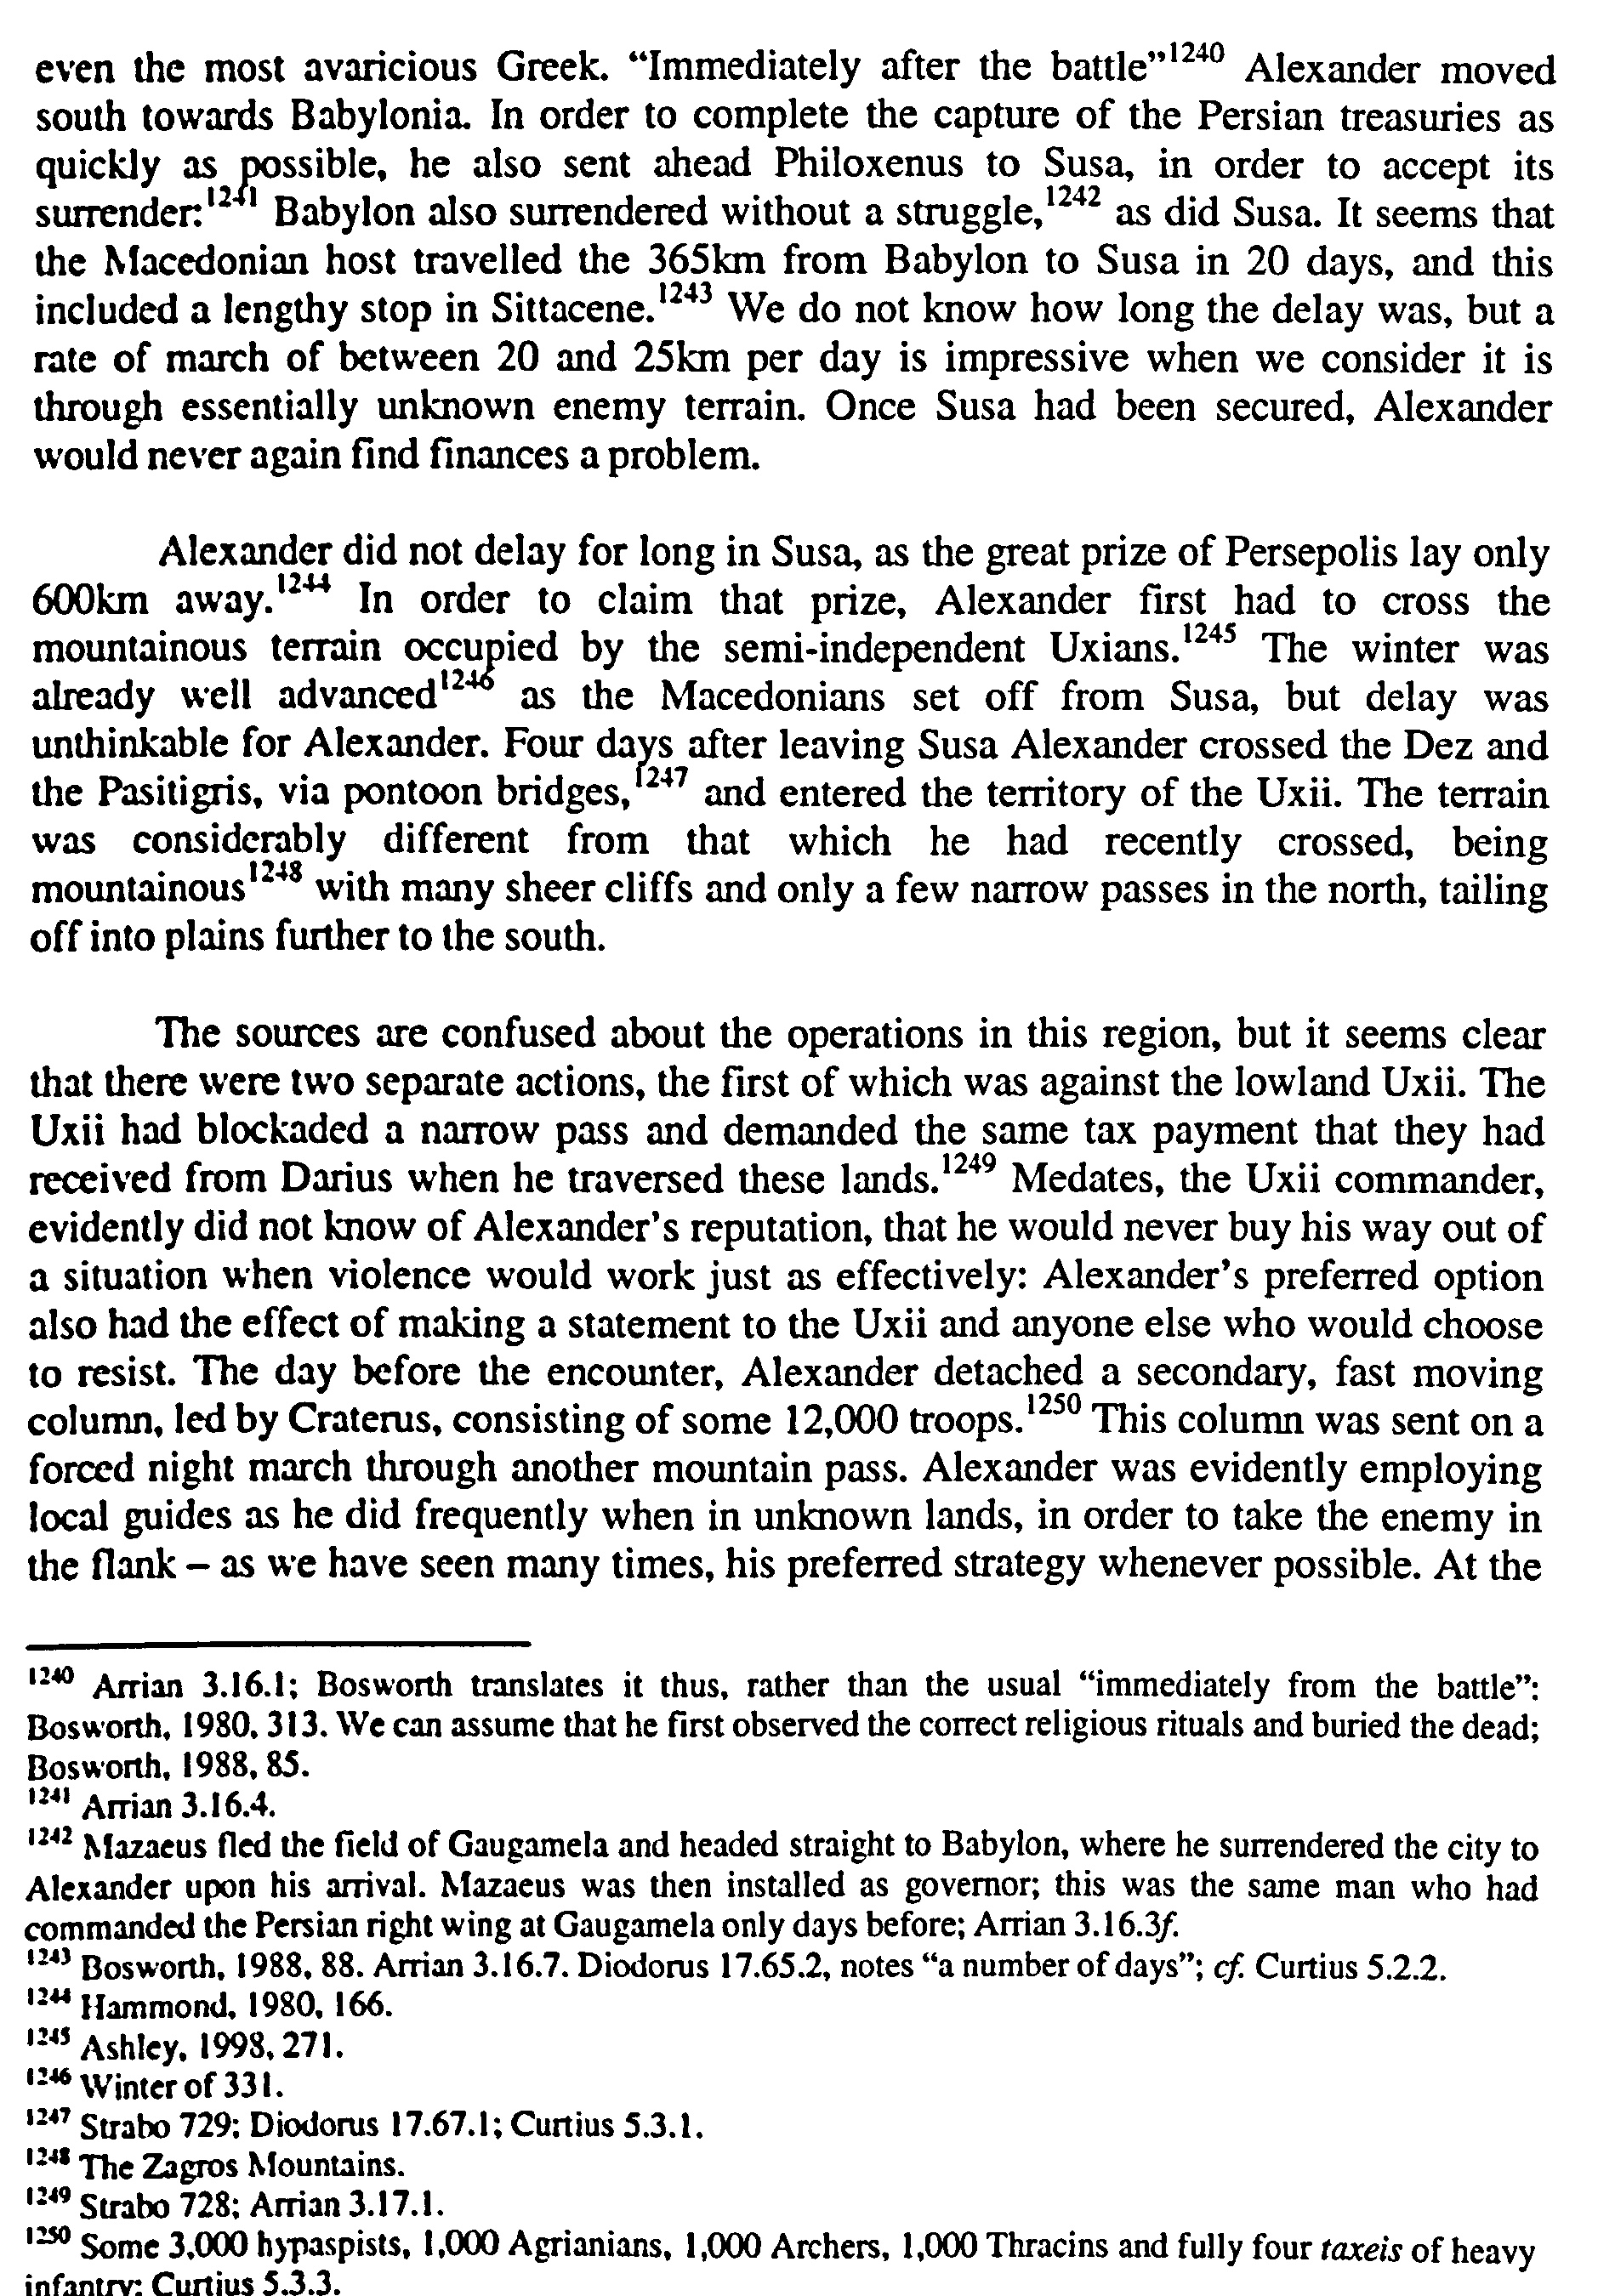 even the most avaricious Greek. “Immediately after the battle”1240 Alexander moved
south towards Babylonia. In order to complete the capture of the Persian treasuries as
quickly as possible, he also sent ahead Philoxenus to Susa, in order to accept its
surrender:1241 Babylon also surrendered without a struggle,1242 as did Susa. It seems that
the Macedonian host travelled the 365km from Babylon to Susa in 20 days, and this
included a lengthy stop in Sittacene.1243 We do not know how long the delay was, but a
rate of march of between 20 and 25km per day is impressive when we consider it is
through essentially unknown enemy terrain. Once Susa had been secured, Alexander
would never again find finances a problem.
Alexander did not delay for long in Susa, as the great prize of Persepolis lay only
600km away.1244 In order to claim that prize, Alexander first had to cross the
mountainous terrain occupied by the semi-independent Uxians.1245 The winter was
already well advanced1246 as the Macedonians set off from Susa, but delay was
unthinkable for Alexander. Four days after leaving Susa Alexander crossed the Dez and
the Pasitigris, via pontoon bridges,1247 and entered the territory of the Uxii. The terrain
was considerably different from that which he had recently crossed, being
mountainous1248 with many sheer cliffs and only a few narrow passes in the north, tailing
off into plains further to the south.
The sources are confused about the operations in this region, but it seems clear
that there were two separate actions, the first of which was against the lowland Uxii. The
Uxii had blockaded a narrow pass and demanded the same tax payment that they had
received from Darius when he traversed these lands.1249 Medates, the Uxii commander,
evidently did not know of Alexander’s reputation, that he would never buy his way out of
a situation when violence would work just as effectively: Alexander’s preferred option
also had the effect of making a statement to the Uxii and anyone else who would choose
to resist. The day before the encounter, Alexander detached a secondary, fast moving
column, led by Craterus, consisting of some 12,000 troops.1250 This column was sent on a
forced night march through another mountain pass. Alexander was evidently employing
local guides as he did frequently when in unknown lands, in order to take the enemy in
the flank – as we have seen many times, his preferred strategy whenever possible. At the
1240 Arrian 3.16.1; Bosworth translates it thus, rather than the usual “immediately from the battle”:
Bosworth, 1980, 313. We can assume that he first observed the correct religious rituals and buried the dead;
Bosworth, 1988, 85.
1241 Arrian 3.16.4.
1242 Mazaeus fled the field of Gaugamela and headed straight to Babylon, where he surrendered the city to
Alexander upon his arrival. Mazaeus was then installed as governor; this was the same man who had
commanded the Persian right wing at Gaugamela only days before; Arrian 3.16.3f.
1243 Bosworth, 1988, 88. Arrian 3.16.7. Diodorus 17.65.2, notes “a number of days”; cf. Curtius 5.2.2.
1244 Hammond, 1980, 166.
1245 Ashley, 1998, 271.
1246 Winter of 331.
1247 Strabo 729; Diodorus 17.67.1; Curtius 5.3.1.
1248 The Zagros Mountains.
1249 Strabo 728; Arrian 3.17.1.
1250 Some 3,000 hypaspists, 1,000 Agrianians, 1,000 Archers, 1,000 Thracins and fully four taxeis of heavy
infantry: Curtius 5.3.3.